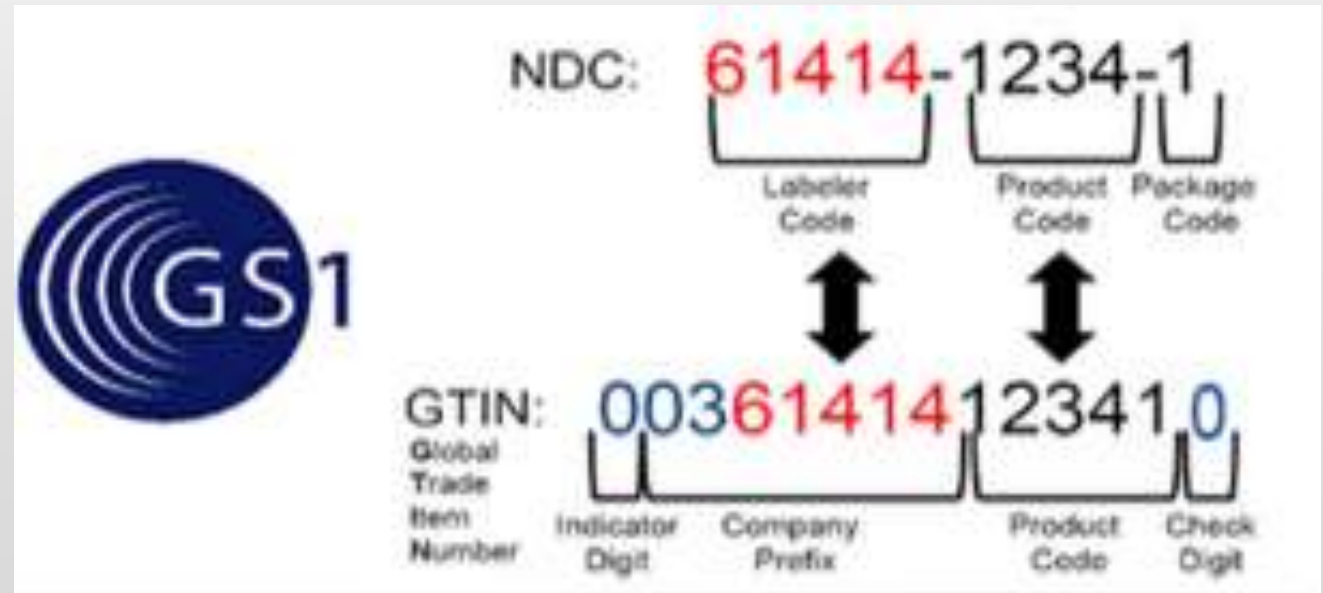 NDC: 61414-1234-1
Labeler Code
Product Code
Package Code
GS1
GTIN: 00361414123410
Global
Trade
Item
Number
Indicator Digit
Company Prefix
Product Code
Check Digit